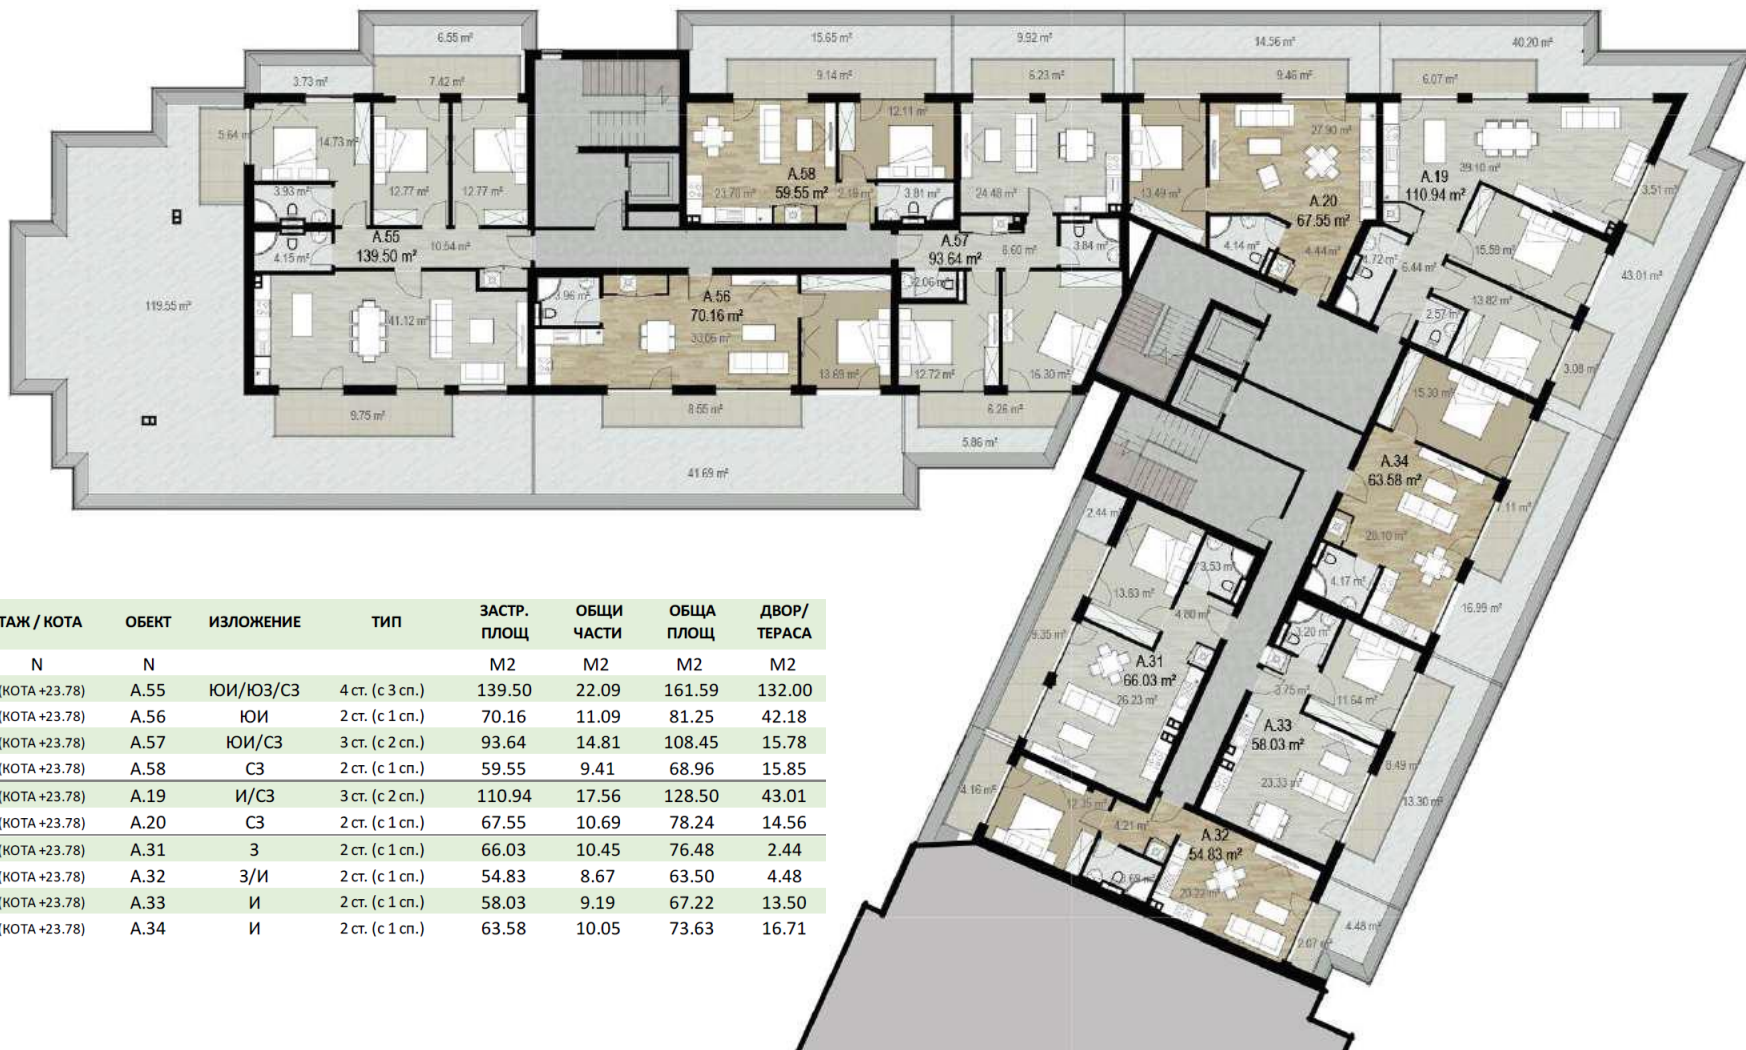 6.55 m²
15.65 m²
9.92 m²
14.56 m²
40.20 m²
3.73 m²
7.42 m²
9.14 m²
6.23 m²
9.46 m²
6.07 m²
5.64 m²
14.73 m²
12.11 m²
27.90 m²
39.10 m²
3.93 m²
12.77 m²
12.77 m²
23.70 m²
A.58
59.55 m²
2.19 m²
3.81 m²
24.48 m²
13.49 m²
A.20
67.55 m²
A.19
110.94 m²
3.51 m²
4.15 m²
A.55
139.50 m²
10.54 m²
A.57
93.64 m²
6.60 m²
3.84 m²
4.14 m²
4.44 m²
4.72 m²
6.44 m²
15.59 m²
43.01 m²
119.55 m²
41.12 m²
3.96 m²
A.56
70.16 m²
33.06 m²
2.06 m²
13.82 m²
2.57 m²
13.69 m²
12.72 m²
16.30 m²
3.08 m²
9.75 m²
8.55 m²
6.26 m²
15.30 m²
5.86 m²
41.69 m²
A.34
63.58 m²
7.11 m²
2.44 m²
28.10 m²
3.53 m²
4.17 m²
13.83 m²
4.80 m²
16.99 m²
9.35 m²
3.20 m²
A.31
66.03 m²
26.23 m²
3.75 m²
11.64 m²
A.33
58.03 m²
8.49 m²
23.33 m²
13.30 m²
4.16 m²
12.35 m²
4.21 m²
A.32
54.83 m²
20.22 m²
4.48 m²
2.07 m²
ТАЖ / КОТА ОБЕКТ ИЗЛОЖЕНИЕ ТИП ЗАСТР. ПЛОЩ ОБЩИ ЧАСТИ ОБЩА ПЛОЩ ДВОР/ ТЕРАСА
N N М2 М2 М2 М2
(КОТА +23.78) А.55 ЮИ/ЮЗ/СЗ 4 ст. (с 3 сп.) 139.50 22.09 161.59 132.00
(КОТА +23.78) А.56 ЮИ 2 ст. (с 1 сп.) 70.16 11.09 81.25 42.18
(КОТА +23.78) А.57 ЮИ/СЗ 3 ст. (с 2 сп.) 93.64 14.81 108.45 15.78
(КОТА +23.78) А.58 СЗ 2 ст. (с 1 сп.) 59.55 9.41 68.96 15.85
(КОТА +23.78) А.19 И/СЗ 3 ст. (с 2 сп.) 110.94 17.56 128.50 43.01
(КОТА +23.78) А.20 СЗ 2 ст. (с 1 сп.) 67.55 10.69 78.24 14.56
(КОТА +23.78) А.31 З 2 ст. (с 1 сп.) 66.03 10.45 76.48 2.44
(КОТА +23.78) А.32 З/И 2 ст. (с 1 сп.) 54.83 8.67 63.50 4.48
(КОТА +23.78) А.33 И 2 ст. (с 1 сп.) 58.03 9.19 67.22 13.50
(КОТА +23.78) А.34 И 2 ст. (с 1 сп.) 63.58 10.05 73.63 16.71